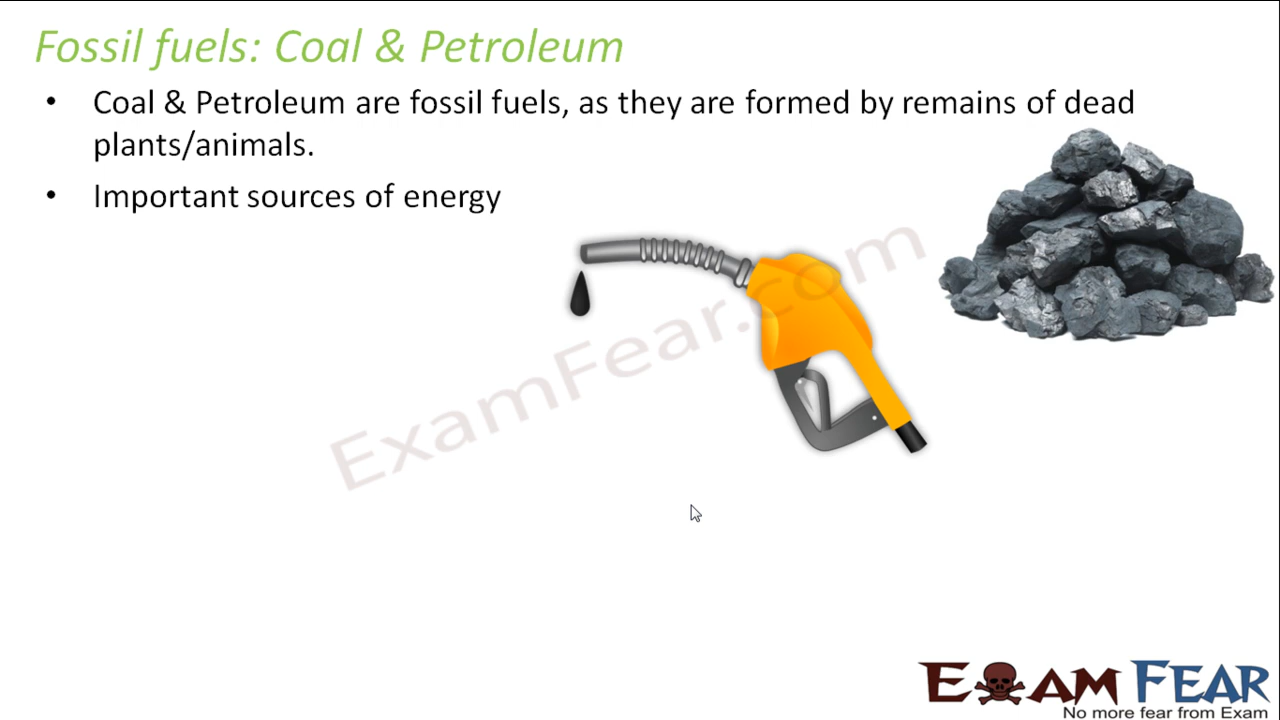 Fossil fuels: Coal & Petroleum
• Coal & Petroleum are fossil fuels, as they are formed by remains of dead
plants/animals.
• Important sources of energy
ExamFear.com
EXAM FEAR
No more fear from Exam